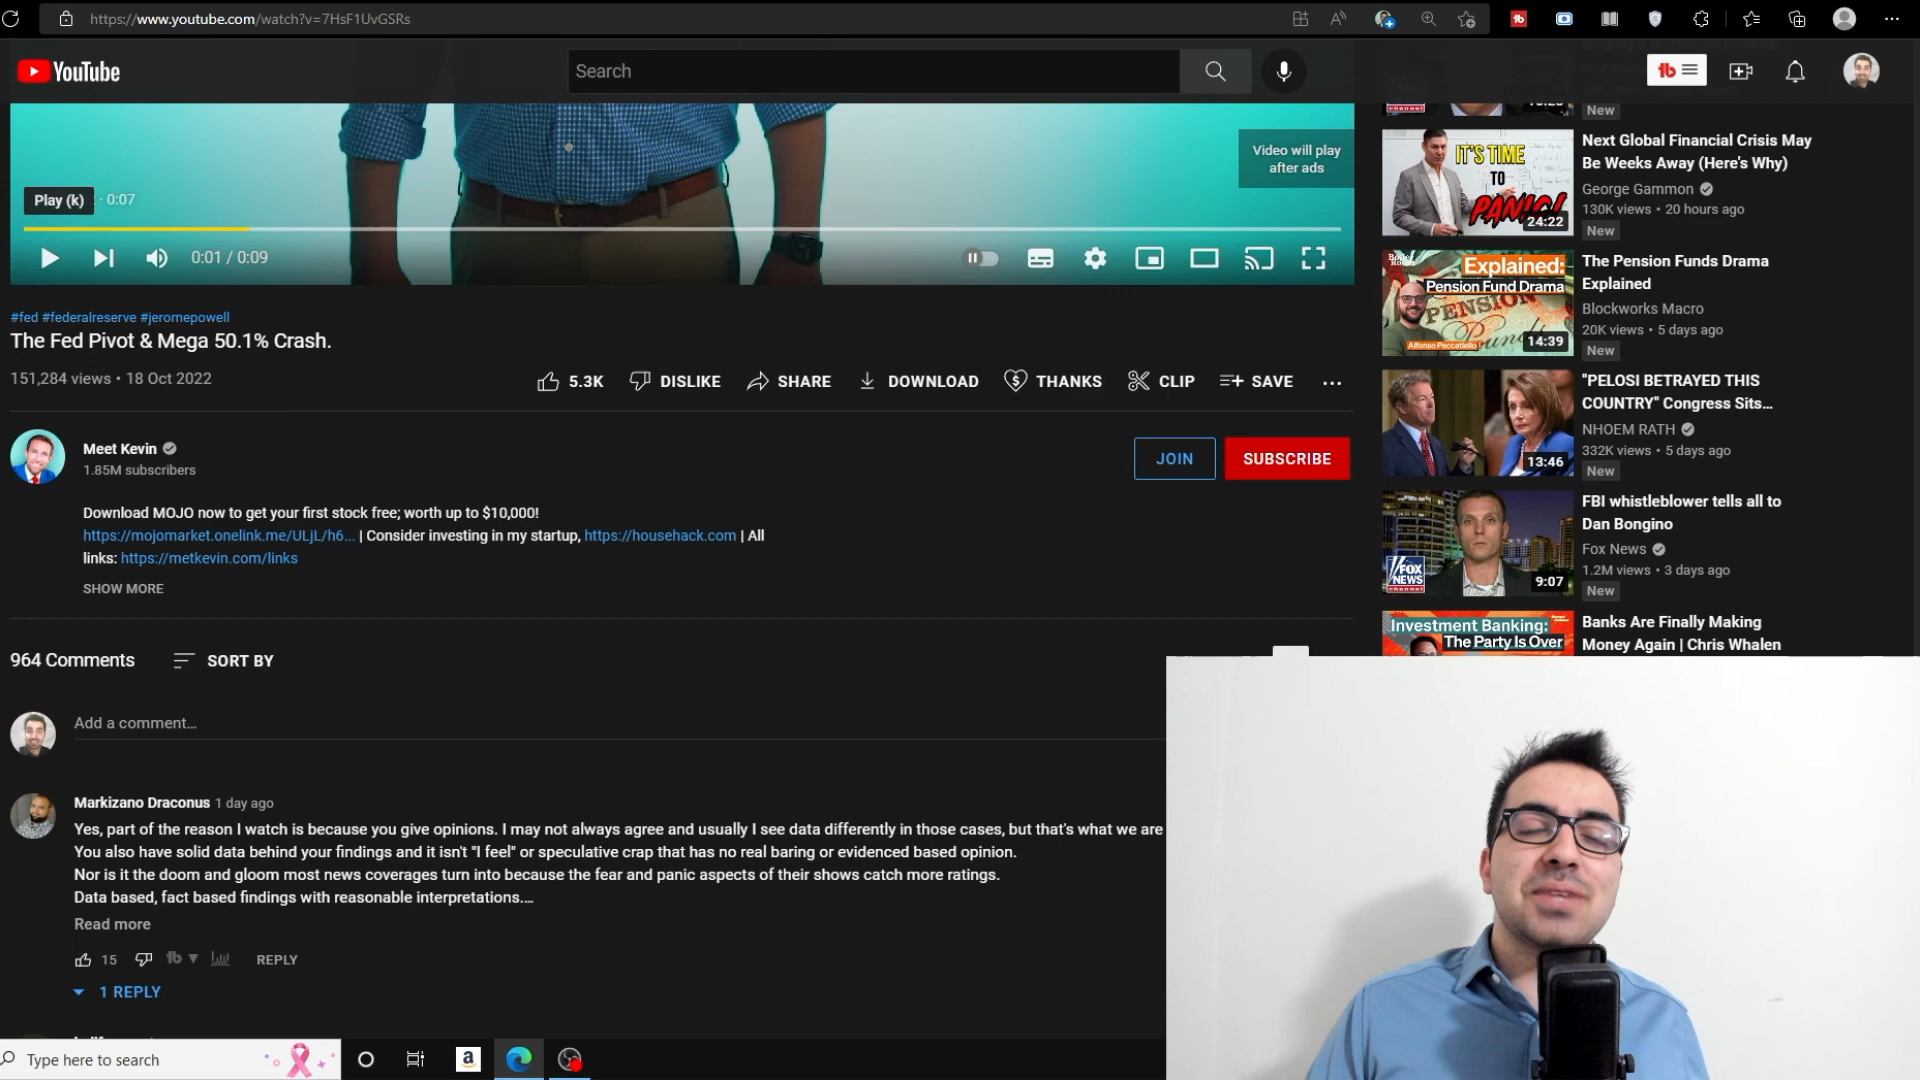 https://www.youtube.com/watch?v=7HsF1UvGSRs
YouTube
Search
Video will play
after ads
Play (k)
0:07
0:01 / 0:09
#fed #federalreserve #jeromepowell
The Fed Pivot & Mega 50.1% Crash.
151,284 views • 18 Oct 2022
5.3K
DISLIKE
SHARE
DOWNLOAD
THANKS
CLIP
SAVE
Meet Kevin
1.85M subscribers
JOIN
SUBSCRIBE
Download MOJO now to get your first stock free; worth up to $10,000!
https://mojomarket.onelink.me/ULjL/h6... | Consider investing in my startup, https://househack.com | All
links: https://metkevin.com/links
SHOW MORE
964 Comments
SORT BY
Add a comment...
Markizano Draconus 1 day ago
Yes, part of the reason I watch is because you give opinions. I may not always agree and usually I see data differently in those cases, but that's what we are
You also have solid data behind your findings and it isn't "I feel" or speculative crap that has no real baring or evidenced based opinion.
Nor is it the doom and gloom most news coverages turn into because the fear and panic aspects of their shows catch more ratings.
Data based, fact based findings with reasonable interpretations....
Read more
15
REPLY
1 REPLY
New
IT'S TIME
TO
PANIC!
24:22
Next Global Financial Crisis May
Be Weeks Away (Here's Why)
George Gammon
130K views • 20 hours ago
New
Explained:
Pension Fund Drama
PENSION
Alfonso Peccatiello
14:39
The Pension Funds Drama
Explained
Blockworks Macro
20K views • 5 days ago
New
13:46
"PELOSI BETRAYED THIS
COUNTRY" Congress Sits...
NHOEM RATH
332K views • 5 days ago
New
FOX
NEWS
channel
9:07
FBI whistleblower tells all to
Dan Bongino
Fox News
1.2M views • 3 days ago
New
Investment Banking:
The Party Is Over
Banks Are Finally Making
Money Again | Chris Whalen
Type here to search